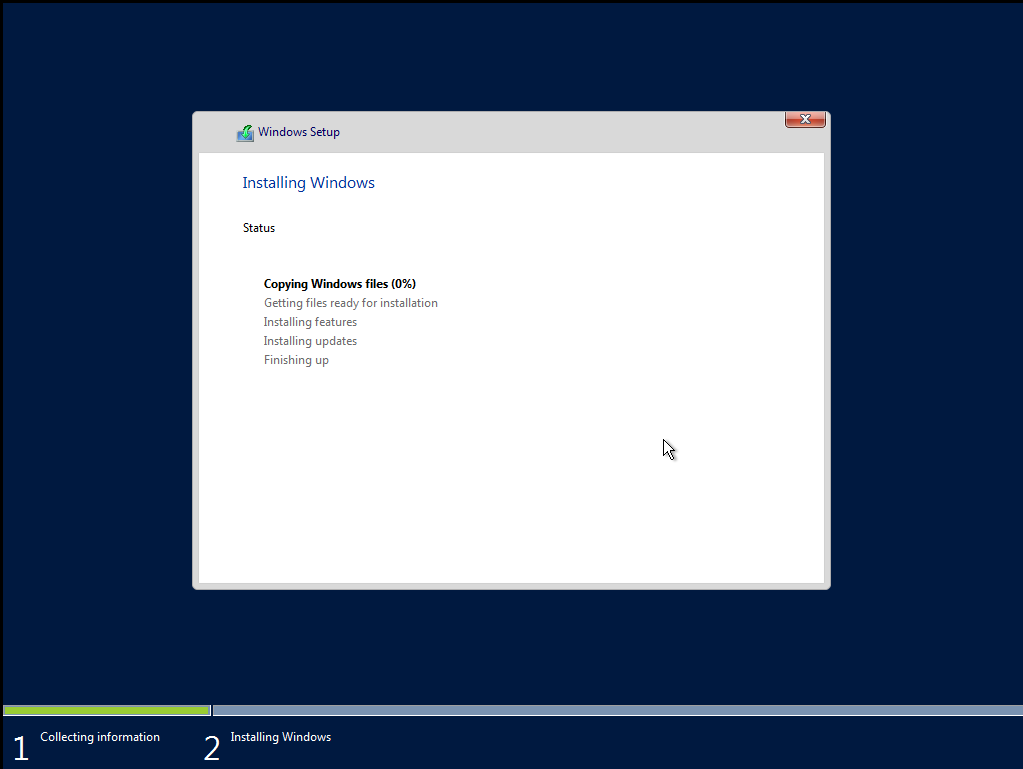 Windows Setup
Installing Windows
Status
Copying Windows files (0%)
Getting files ready for installation
Installing features
Installing updates
Finishing up
1 Collecting information 2 Installing Windows